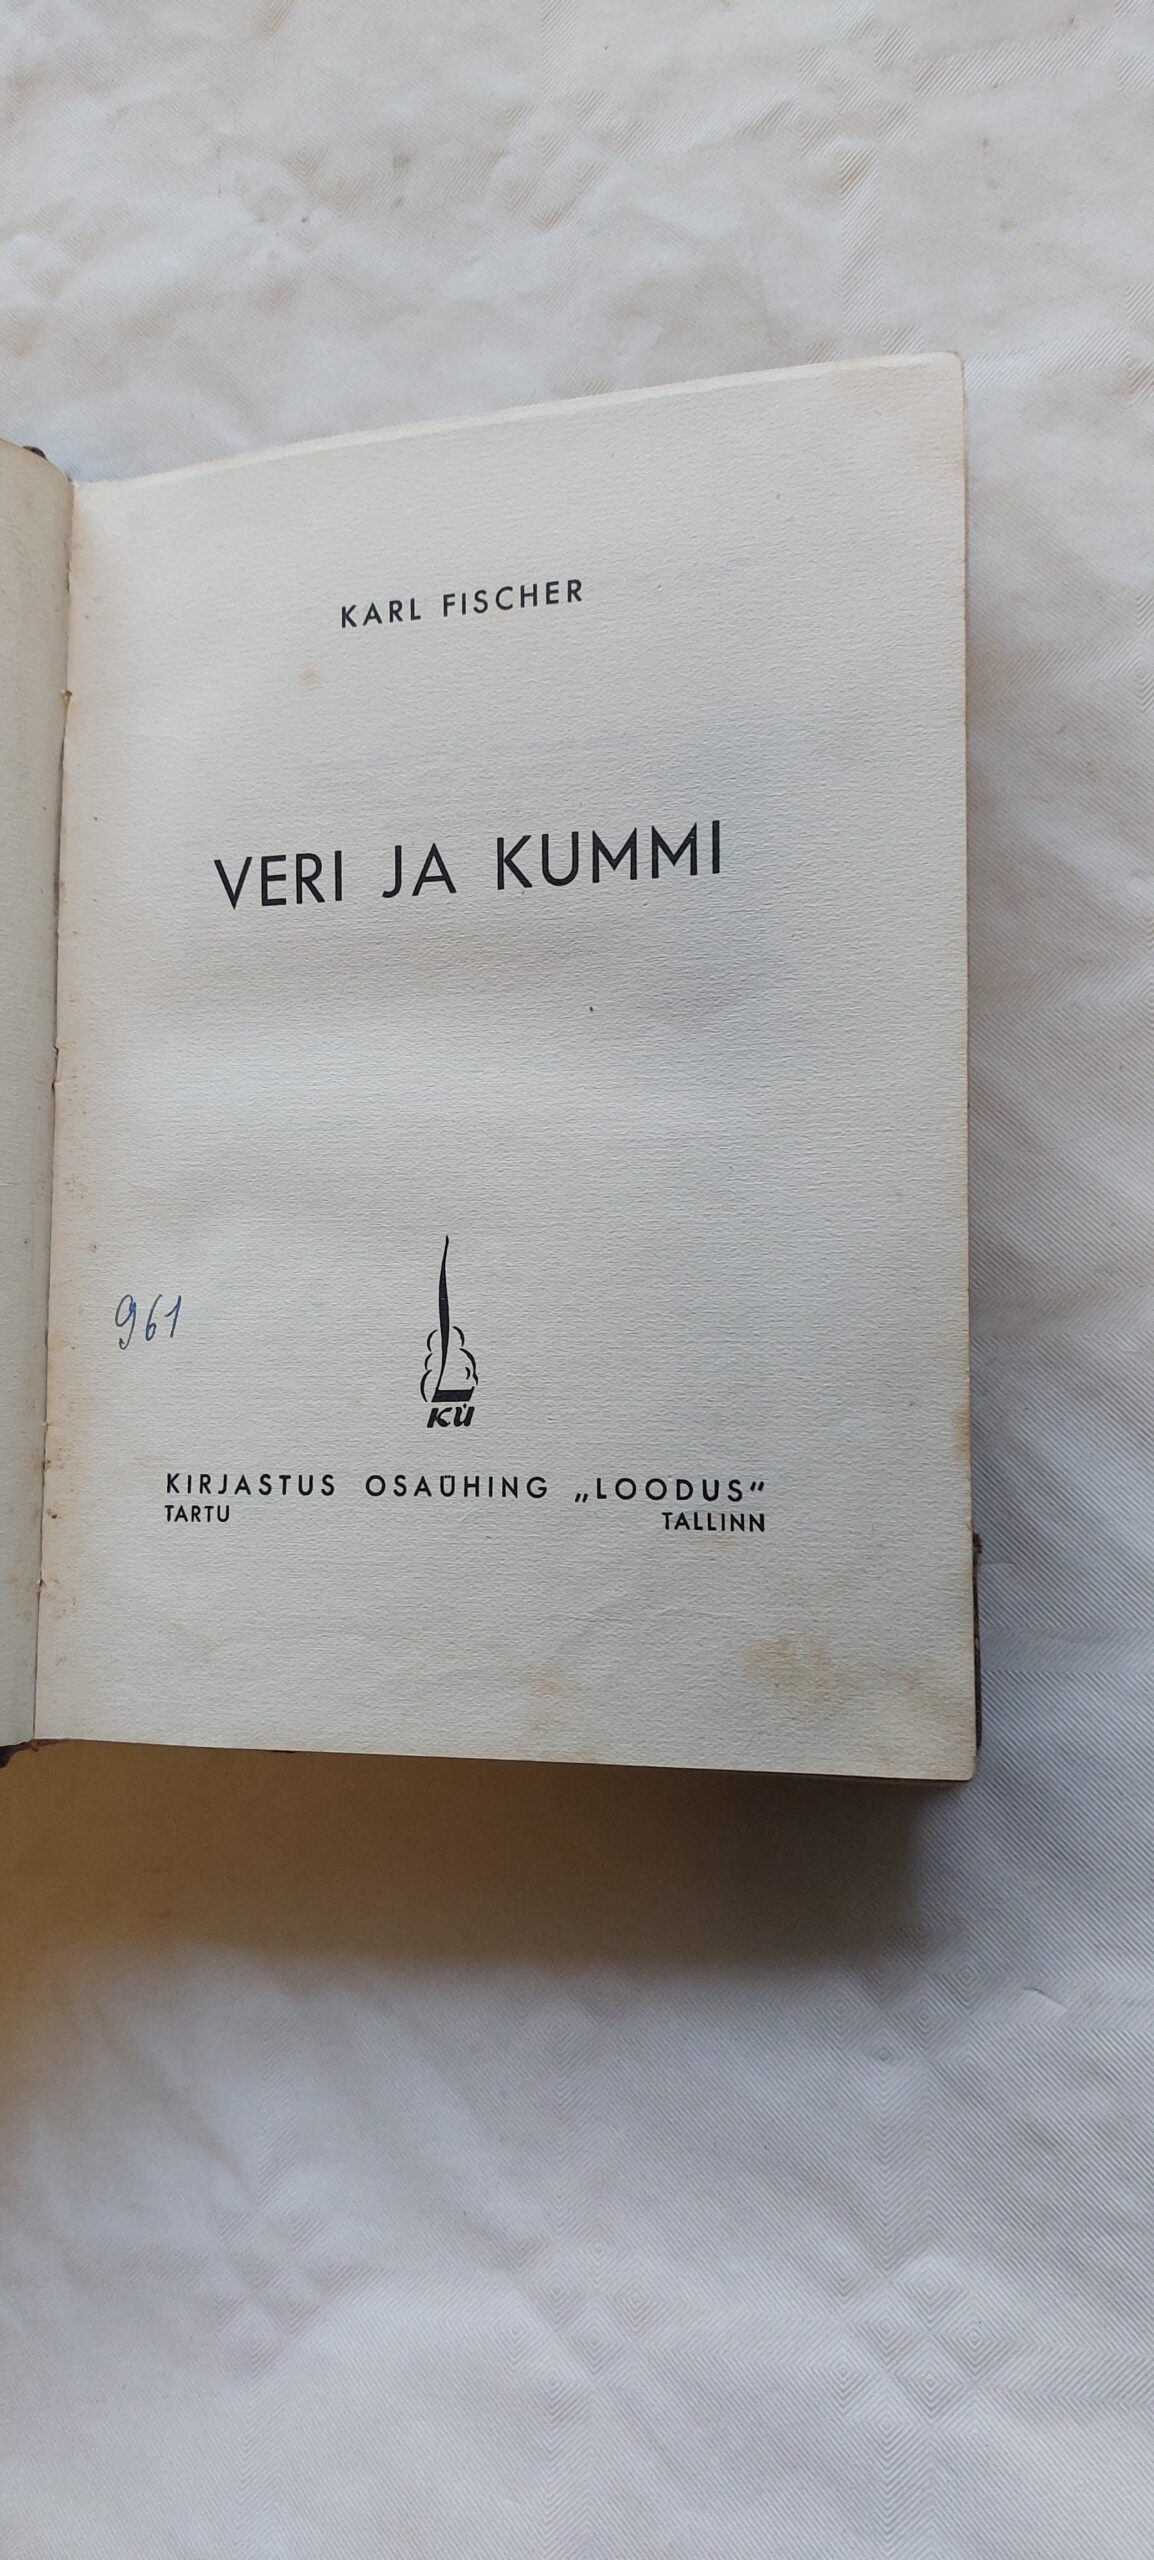 KARL FISCHER
VERI JA KUMMI
961
KÜ
KIRJASTUS OSAÜHING „LOODUS“
TARTU TALLINN